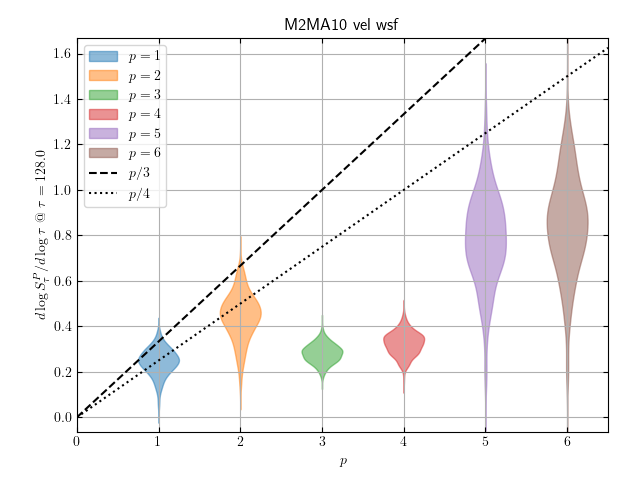 M2MA10 vel wsf
1.6
1.4
1.2
1.0
0.8
0.6
0.4
0.2
0.0
d log S_τ^P / d log τ @ τ = 128.0
p = 1
p = 2
p = 3
p = 4
p = 5
p = 6
p/3
p/4
0 1 2 3 4 5 6
p